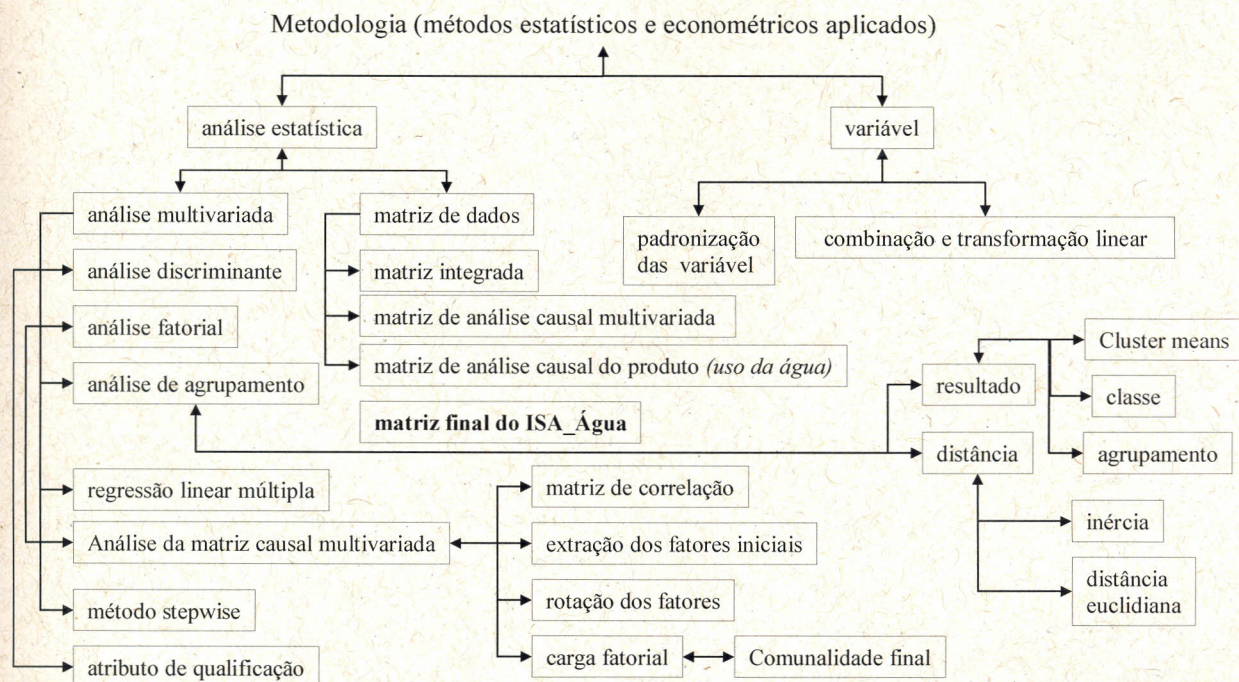 Metodologia (métodos estatísticos e econométricos aplicados)
análise estatística
variável
análise multivariada
matriz de dados
padronização
das variável
combinação e transformação linear
análise discriminante
matriz integrada
análise fatorial
matriz de análise causal multivariada
análise de agrupamento
matriz de análise causal do produto (uso da água)
matriz final do ISA_Água
resultado
Cluster means
classe
agrupamento
distância
inércia
distância
euclidiana
regressão linear múltipla
Análise da matriz causal multivariada
método stepwise
atributo de qualificação
matriz de correlação
extração dos fatores iniciais
rotação dos fatores
carga fatorial
Comunalidade final